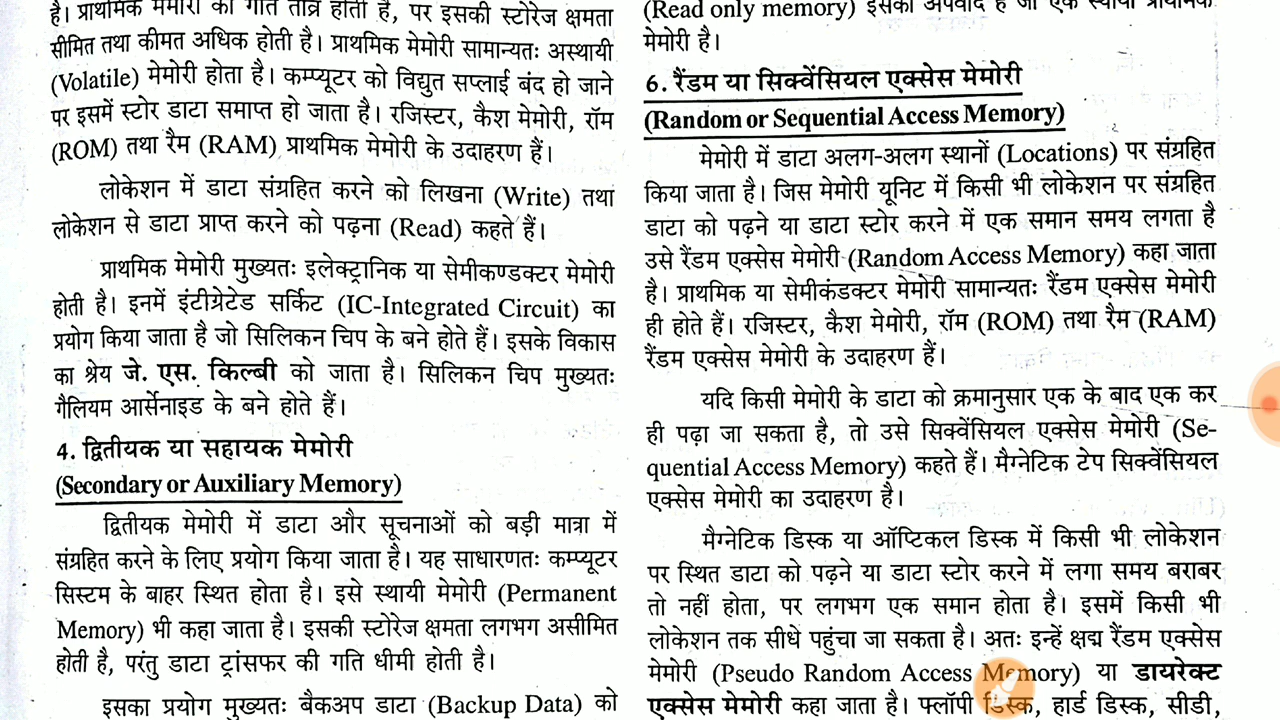 है। प्राथमिक मेमोरी की गति तीव्र होती है, पर इसकी स्टोरेज क्षमता
सीमित तथा कीमत अधिक होती है। प्राथमिक मेमोरी सामान्यतः अस्थायी
(Volatile) मेमोरी होता है। कम्प्यूटर को विद्युत सप्लाई बंद हो जाने
पर इसमें स्टोर डाटा समाप्त हो जाता है। रजिस्टर, कैश मेमोरी, रॉम
(ROM) तथा रैम (RAM) प्राथमिक मेमोरी के उदाहरण हैं।
लोकेशन में डाटा संग्रहित करने को लिखना (Write) तथा
लोकेशन से डाटा प्राप्त करने को पढ़ना (Read) कहते हैं।
प्राथमिक मेमोरी मुख्यतः इलेक्ट्रानिक या सेमीकण्डक्टर मेमोरी
होती है। इनमें इंटीग्रेटेड सर्किट (IC-Integrated Circuit) का
प्रयोग किया जाता है जो सिलिकन चिप के बने होते हैं। इसके विकास
का श्रेय जे. एस. किल्बी को जाता है। सिलिकन चिप मुख्यतः
गैलियम आर्सेनाइड के बने होते हैं।
4. द्वितीयक या सहायक मेमोरी
(Secondary or Auxiliary Memory)
द्वितीयक मेमोरी में डाटा और सूचनाओं को बड़ी मात्रा में
संग्रहित करने के लिए प्रयोग किया जाता है। यह साधारणतः कम्प्यूटर
सिस्टम के बाहर स्थित होता है। इसे स्थायी मेमोरी (Permanent
Memory) भी कहा जाता है। इसकी स्टोरेज क्षमता लगभग असीमित
होती है, परंतु डाटा ट्रांसफर की गति धीमी होती है।
इसका प्रयोग मुख्यतः बैकअप डाटा (Backup Data) को
(Read only memory) इसका अपवाद है जो एक स्थायी प्राथमिक
मेमोरी है।
6. रैंडम या सिक्वेंसियल एक्सेस मेमोरी
(Random or Sequential Access Memory)
मेमोरी में डाटा अलग-अलग स्थानों (Locations) पर संग्रहित
किया जाता है। जिस मेमोरी यूनिट में किसी भी लोकेशन पर संग्रहित
डाटा को पढ़ने या डाटा स्टोर करने में एक समान समय लगता है
उसे रैंडम एक्सेस मेमोरी (Random Access Memory) कहा जाता
है। प्राथमिक या सेमीकंडक्टर मेमोरी सामान्यतः रैंडम एक्सेस मेमोरी
ही होते हैं। रजिस्टर, कैश मेमोरी, रॉम (ROM) तथा रैम (RAM)
रैंडम एक्सेस मेमोरी के उदाहरण हैं।
यदि किसी मेमोरी के डाटा को क्रमानुसार एक के बाद एक कर
ही पढ़ा जा सकता है, तो उसे सिक्वेंसियल एक्सेस मेमोरी (Se-
quential Access Memory) कहते हैं। मैग्नेटिक टेप सिक्वेंसियल
एक्सेस मेमोरी का उदाहरण है।
मैग्नेटिक डिस्क या ऑप्टिकल डिस्क में किसी भी लोकेशन
पर स्थित डाटा को पढ़ने या डाटा स्टोर करने में लगा समय बराबर
तो नहीं होता, पर लगभग एक समान होता है। इसमें किसी भी
लोकेशन तक सीधे पहुंचा जा सकता है। अतः इन्हें क्षद्म रैंडम एक्सेस
मेमोरी (Pseudo Random Access Memory) या डायरेक्ट
एक्सेस मेमोरी कहा जाता है। फ्लॉपी डिस्क, हार्ड डिस्क, सीडी,